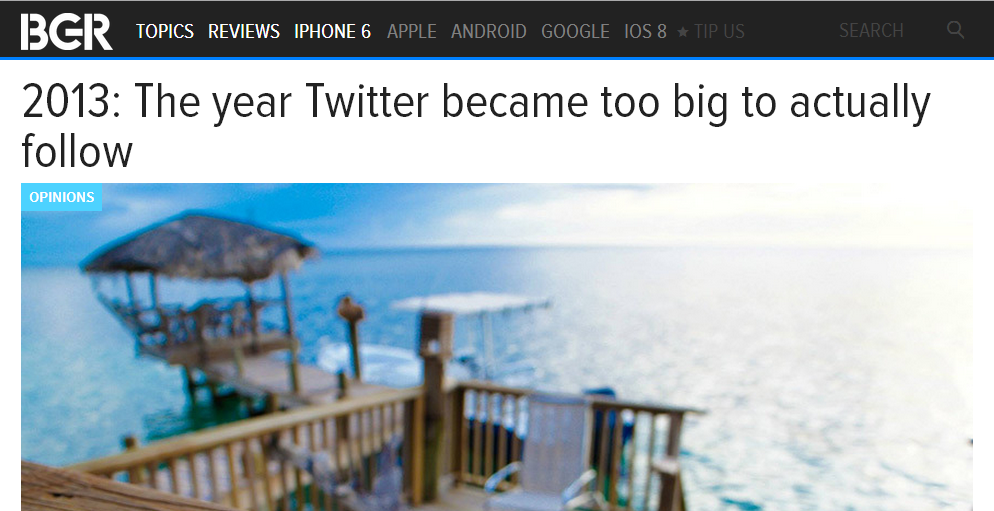 BGR TOPICS REVIEWS IPHONE 6 APPLE ANDROID GOOGLE IOS 8 ★ TIP US SEARCH
2013: The year Twitter became too big to actually
follow
OPINIONS